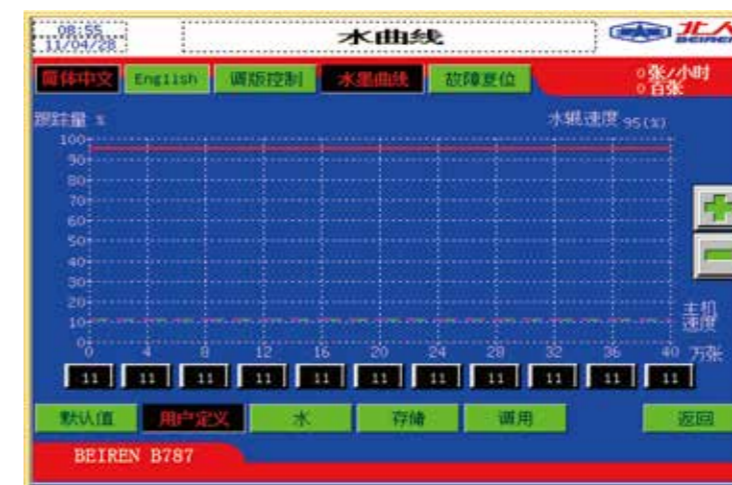 08:55
11/04/28
水曲线
北人
BEIREN
简体中文 English 调版控制 水墨曲线 故障复位
0张/小时
0百张
跟踪量 %
水辊速度 95(%)
100
90
80
70
60
50
40
30
20
10
0
0 4 8 12 16 20 24 28 32 36 40
主机
速度
万张
11 11 11 11 11 11 11 11 11 11 11
默认值 用户定义 水 存储 调用 返回
BEIREN B787